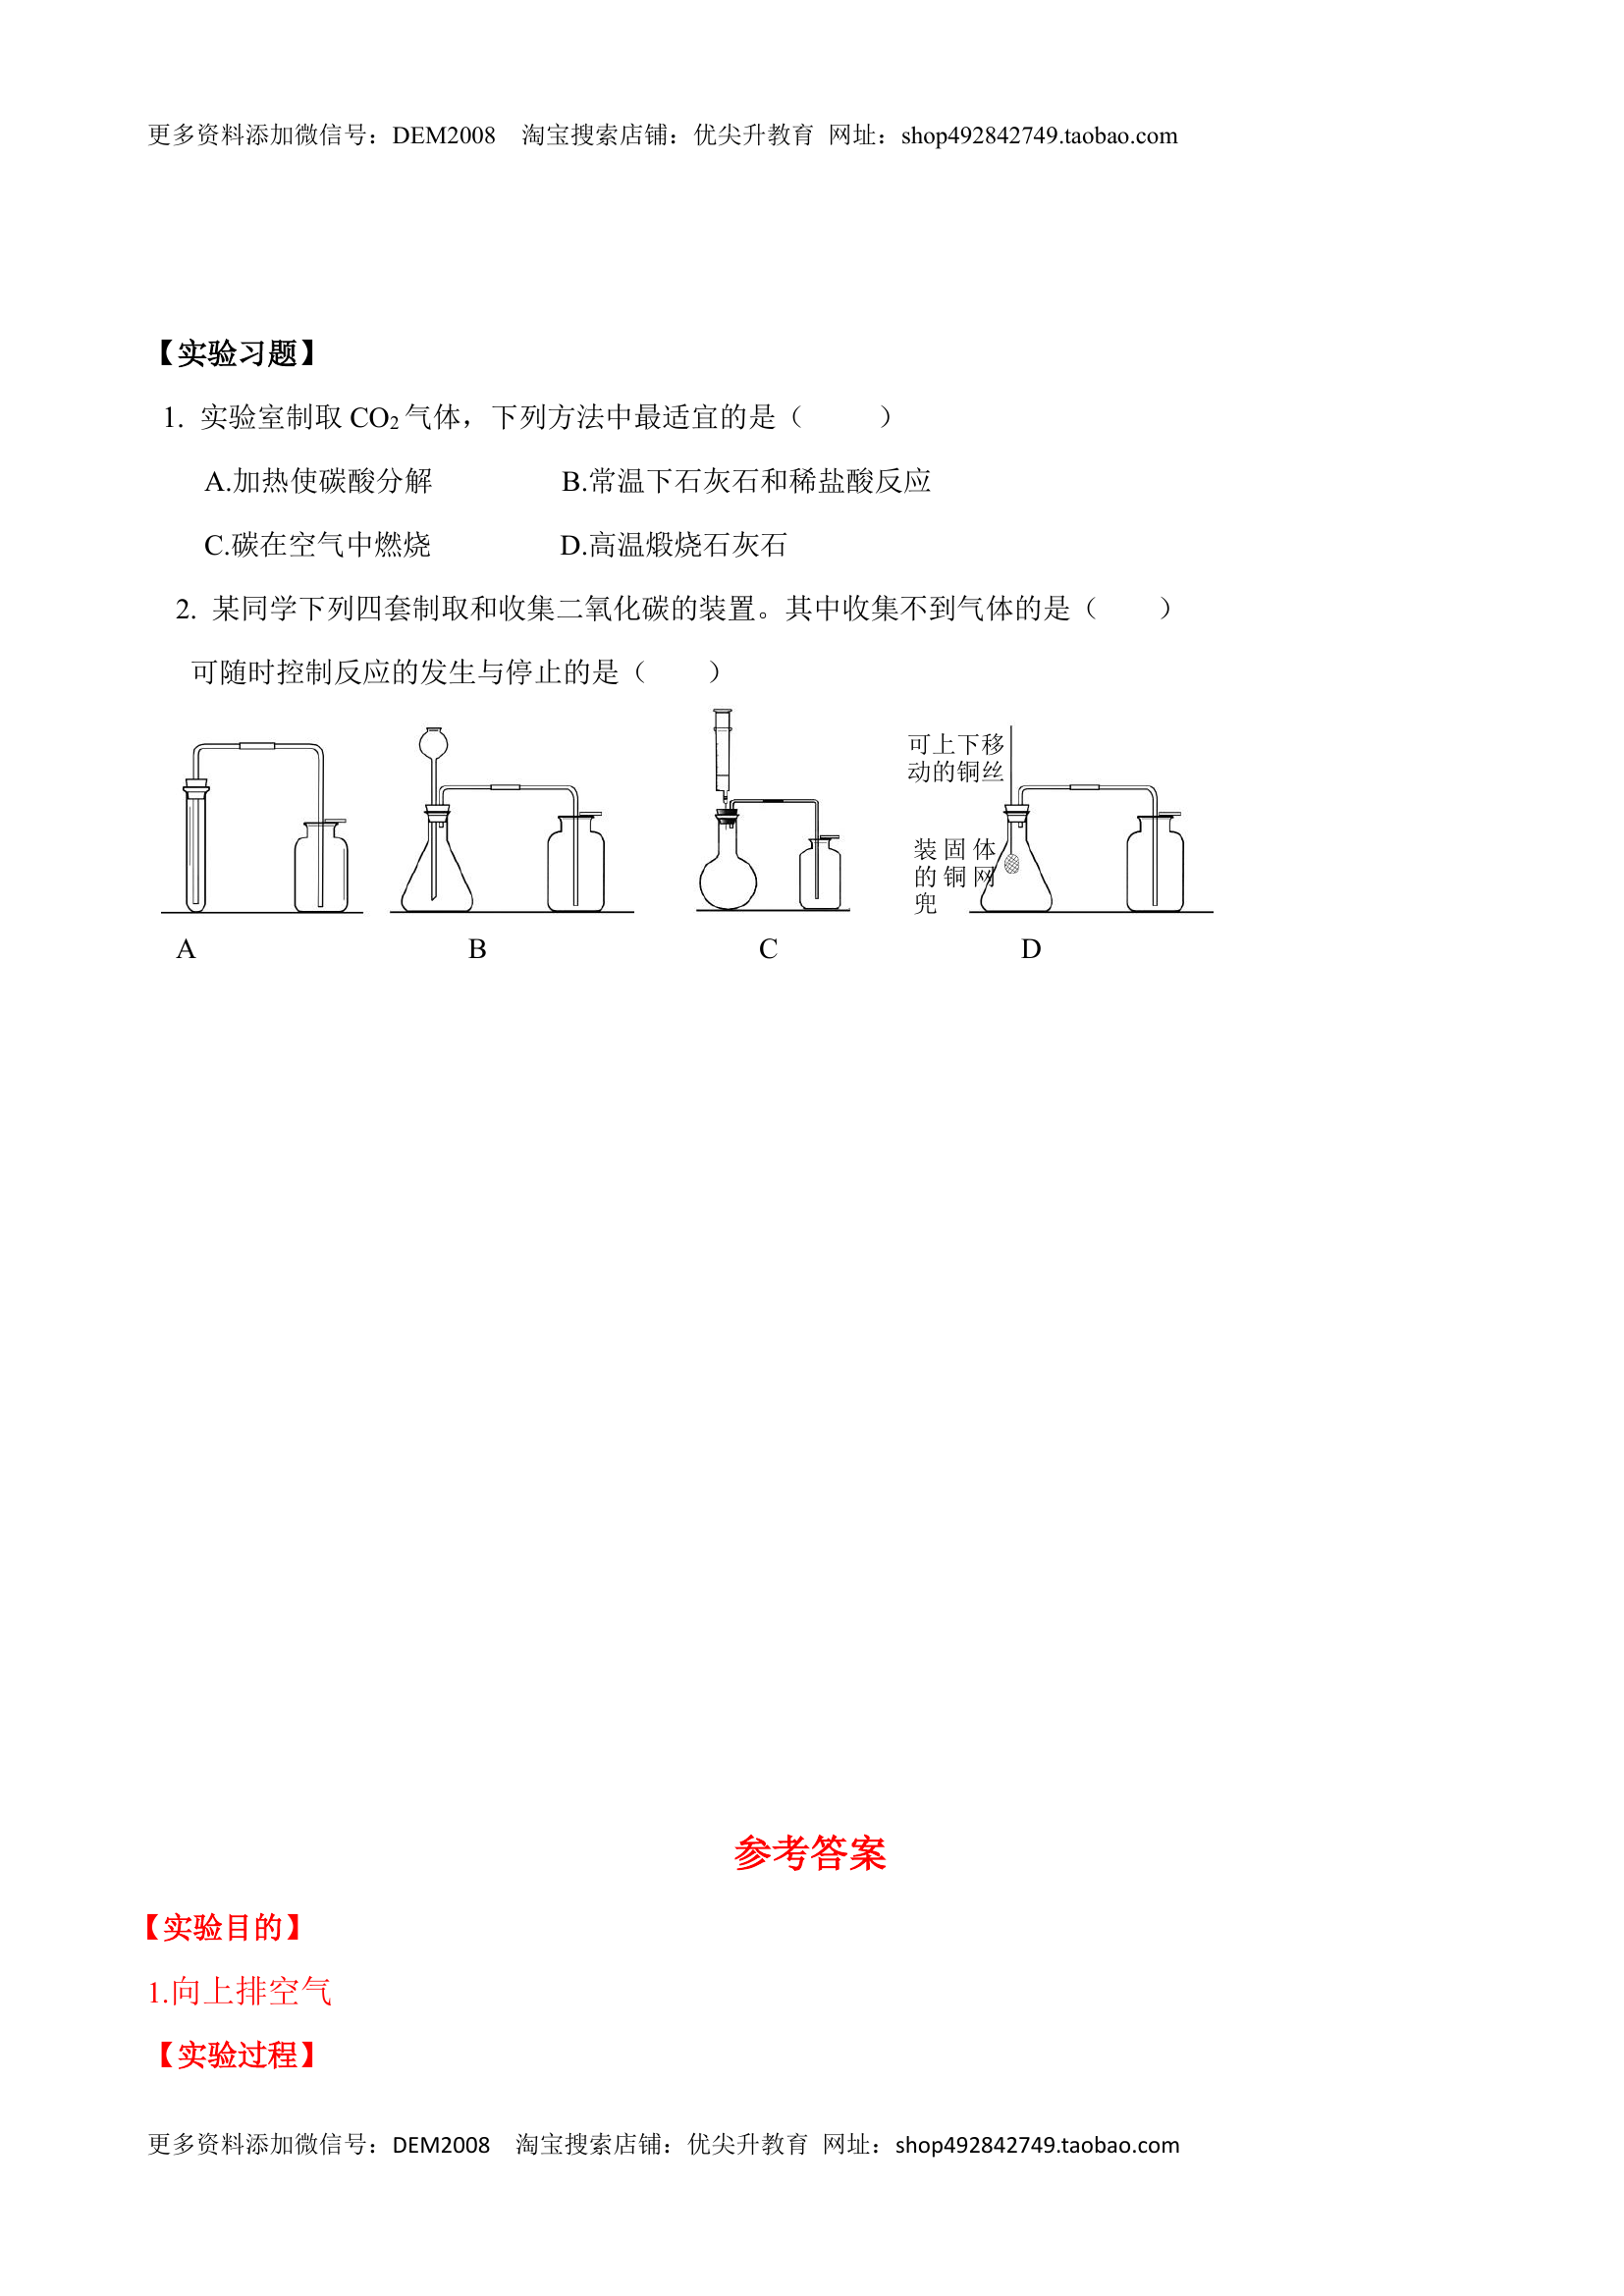 更多资料添加微信号：DEM2008 淘宝搜索店铺：优尖升教育 网址：shop492842749.taobao.com
【实验习题】
1. 实验室制取 CO₂ 气体，下列方法中最适宜的是（ ）
A.加热使碳酸分解 B.常温下石灰石和稀盐酸反应
C.碳在空气中燃烧 D.高温煅烧石灰石
2. 某同学下列四套制取和收集二氧化碳的装置。其中收集不到气体的是（ ）
可随时控制反应的发生与停止的是（ ）
可上下移
动的铜丝
装固体
的铜网
兜
A B C D
参考答案
【实验目的】
1.向上排空气
【实验过程】
更多资料添加微信号：DEM2008 淘宝搜索店铺：优尖升教育 网址：shop492842749.taobao.com